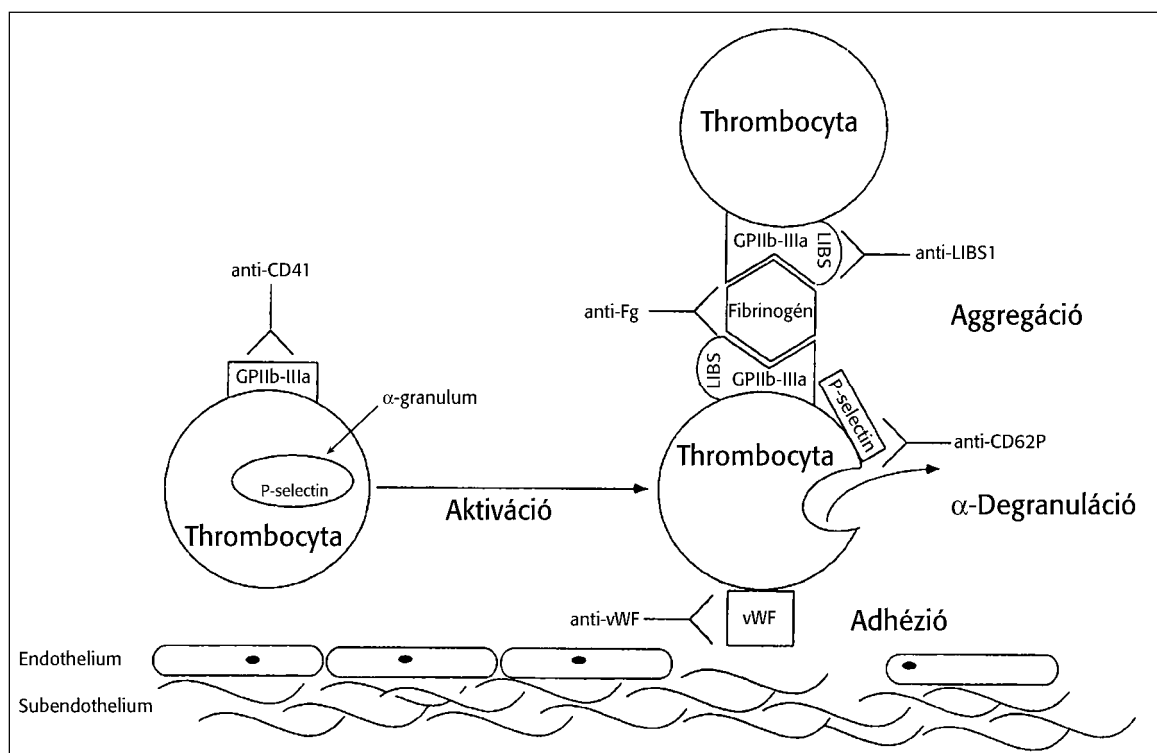 Thrombocyta
GPIIb-IIIa
LIBS
anti-LIBS1
anti-CD41
anti-Fg
Fibrinogén
Aggregáció
GPIIb-IIIa
LIBS
GPIIb-IIIa
α-granulum
P-selectin
anti-CD62P
Thrombocyta
P-selectin
Aktiváció
α-Degranuláció
Thrombocyta
anti-vWF
vWF
Adhézió
Endothelium
Subendothelium